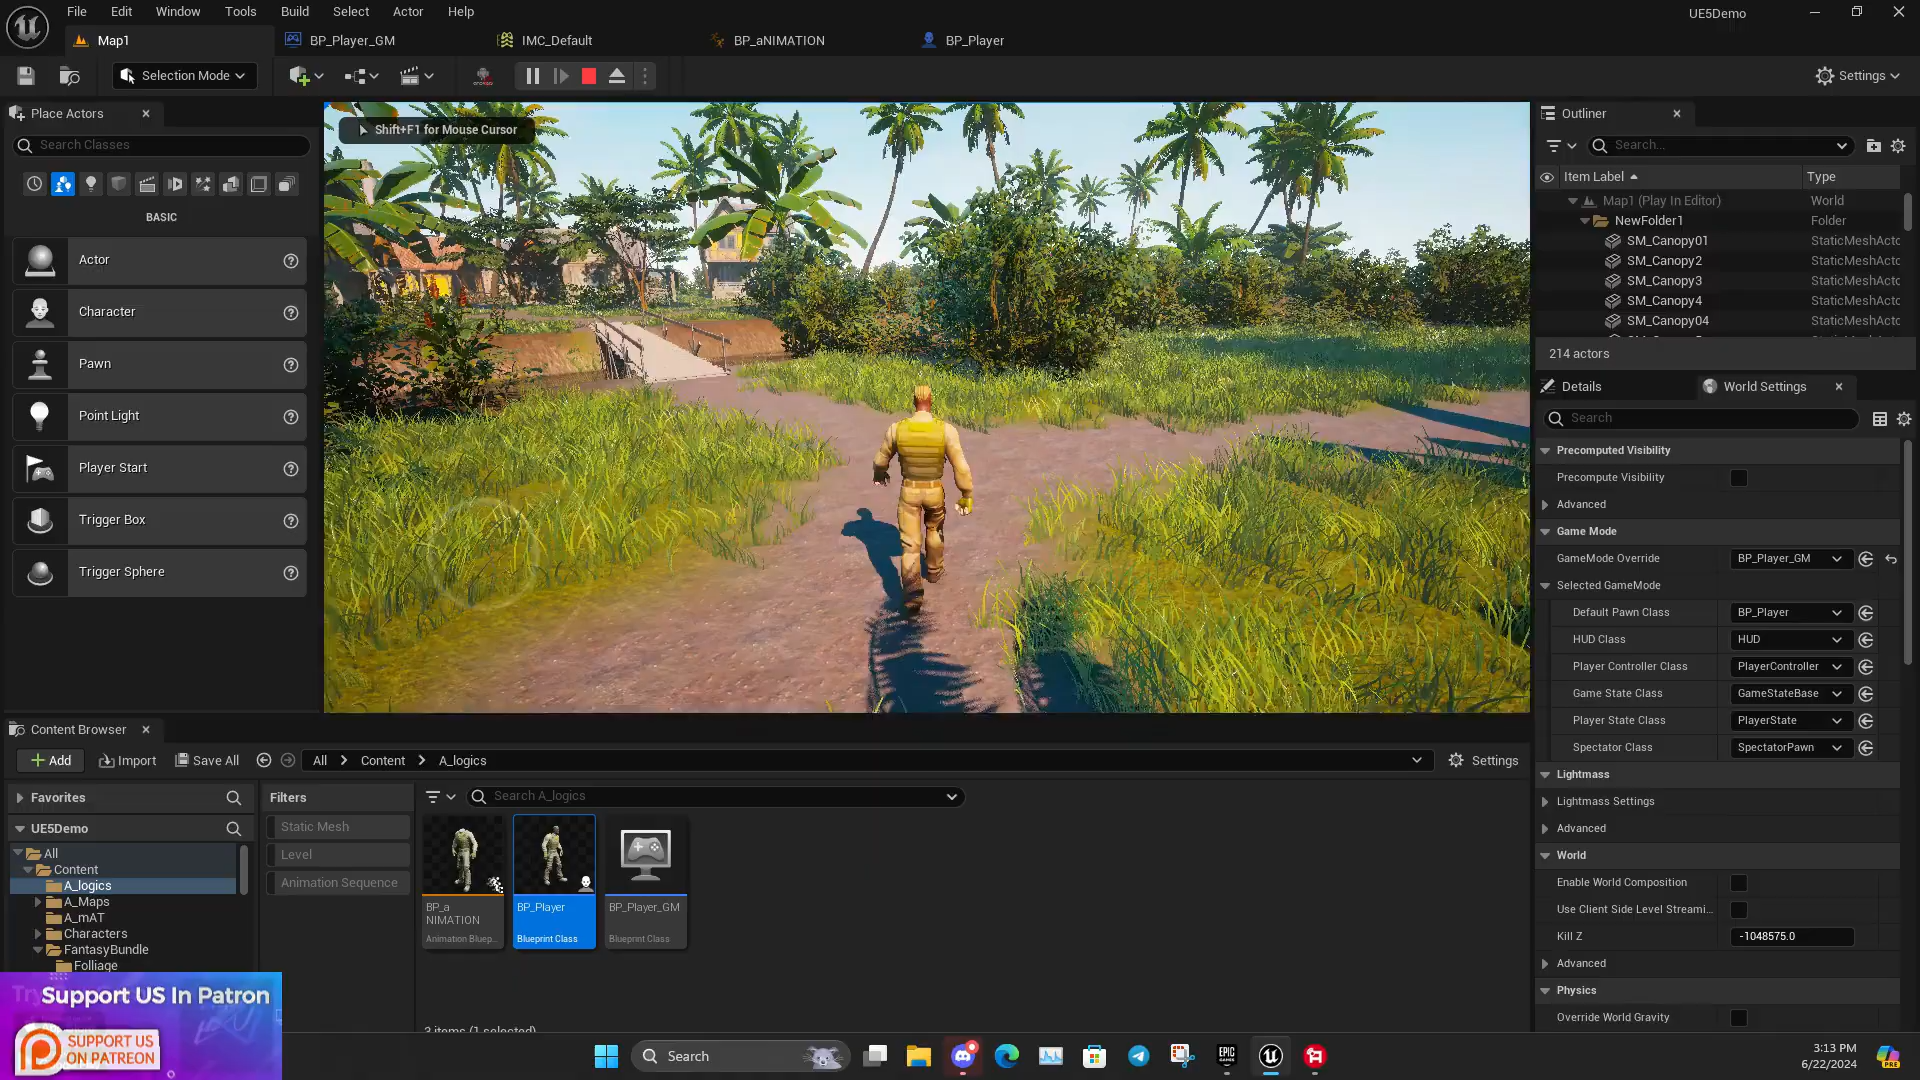 File Edit Window Tools Build Select Actor Help
UE5Demo
Map1
BP_Player_GM
IMC_Default
BP_aNIMATION
BP_Player
Selection Mode
Settings
Place Actors
Search Classes
BASIC
Actor
Character
Pawn
Point Light
Player Start
Trigger Box
Trigger Sphere
Shift+F1 for Mouse Cursor
Outliner
Search...
Item Label
Type
Map1 (Play In Editor)
World
NewFolder1
Folder
SM_Canopy01
StaticMeshActo
SM_Canopy2
StaticMeshActo
SM_Canopy3
StaticMeshActo
SM_Canopy4
StaticMeshActo
SM_Canopy04
StaticMeshActo
214 actors
Details
World Settings
Search
Precomputed Visibility
Precompute Visibility
Advanced
Game Mode
GameMode Override
BP_Player_GM
Selected GameMode
Default Pawn Class
BP_Player
HUD Class
HUD
Player Controller Class
PlayerController
Game State Class
GameStateBase
Player State Class
PlayerState
Spectator Class
SpectatorPawn
Lightmass
Lightmass Settings
Advanced
World
Enable World Composition
Use Client Side Level Streami...
Kill Z
-1048575.0
Advanced
Physics
Override World Gravity
Content Browser
Add
Import
Save All
All
Content
A_logics
Settings
Favorites
UE5Demo
All
Content
A_logics
A_Maps
A_mAT
Characters
FantasyBundle
Folliage
Filters
Static Mesh
Level
Animation Sequence
Search A_logics
BP_a
NIMATION
Animation Bluep...
BP_Player
Blueprint Class
BP_Player_GM
Blueprint Class
3 items (1 selected)
Support US In Patron
SUPPORT US
ON PATREON
Search
EPIC
GAMES
PRE
3:13 PM
6/22/2024